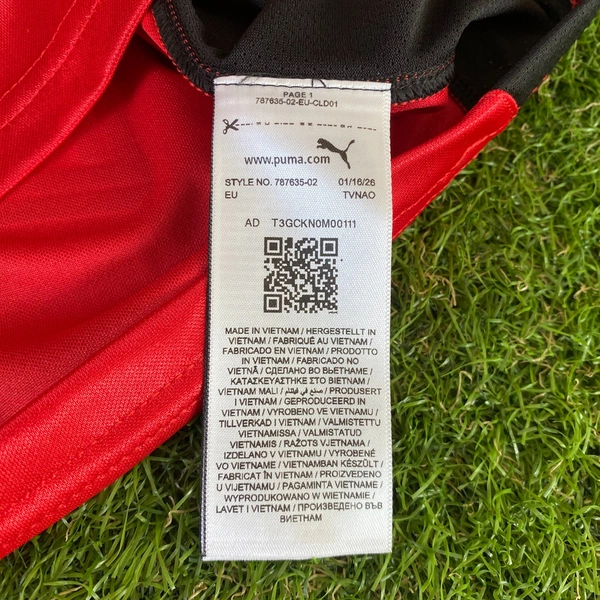 PAGE 1
787635-02-EU-CLD01
www.puma.com
STYLE NO. 787635-02 01/16/26
EU TVNAO
AD T3GCKN0M00111
MADE IN VIETNAM / HERGESTELLT IN
VIETNAM / FABRIQUÉ AU VIETNAM /
FABRICADO EN VIETNAM / PRODOTTO
IN VIETNAM / FABRICADO NO
VIETNÃ / СДЕЛАНО ВО ВЬЕТНАМЕ /
ΚΑΤΑΣΚΕΥΑΣΤΗΚΕ ΣΤΟ ΒΙΕΤΝΑΜ /
VIETNAM MALI / صنع في فيتنام / PRODUSERT
I VIETNAM / GEPRODUCEERD IN
VIETNAM / VYROBENO VE VIETNAMU /
TILLVERKAD I VIETNAM / VALMISTETTU
VIETNAMISSA / VALMISTATUD
VIETNAMIS / RAŽOTS VJETNAMA /
IZDELANO V VIETNAMU / VYROBENÉ
VO VIETNAME / VIETNAMBAN KÉSZÜLT /
FABRICAT ÎN VIETNAM / PROIZVEDENO
U VIJETNAMU / PAGAMINTA VIETNAME /
WYPRODUKOWANO W WIETNAMIE /
LAVET I VIETNAM / ПРОИЗВЕДЕНО ВЪВ
ВИЕТНАМ